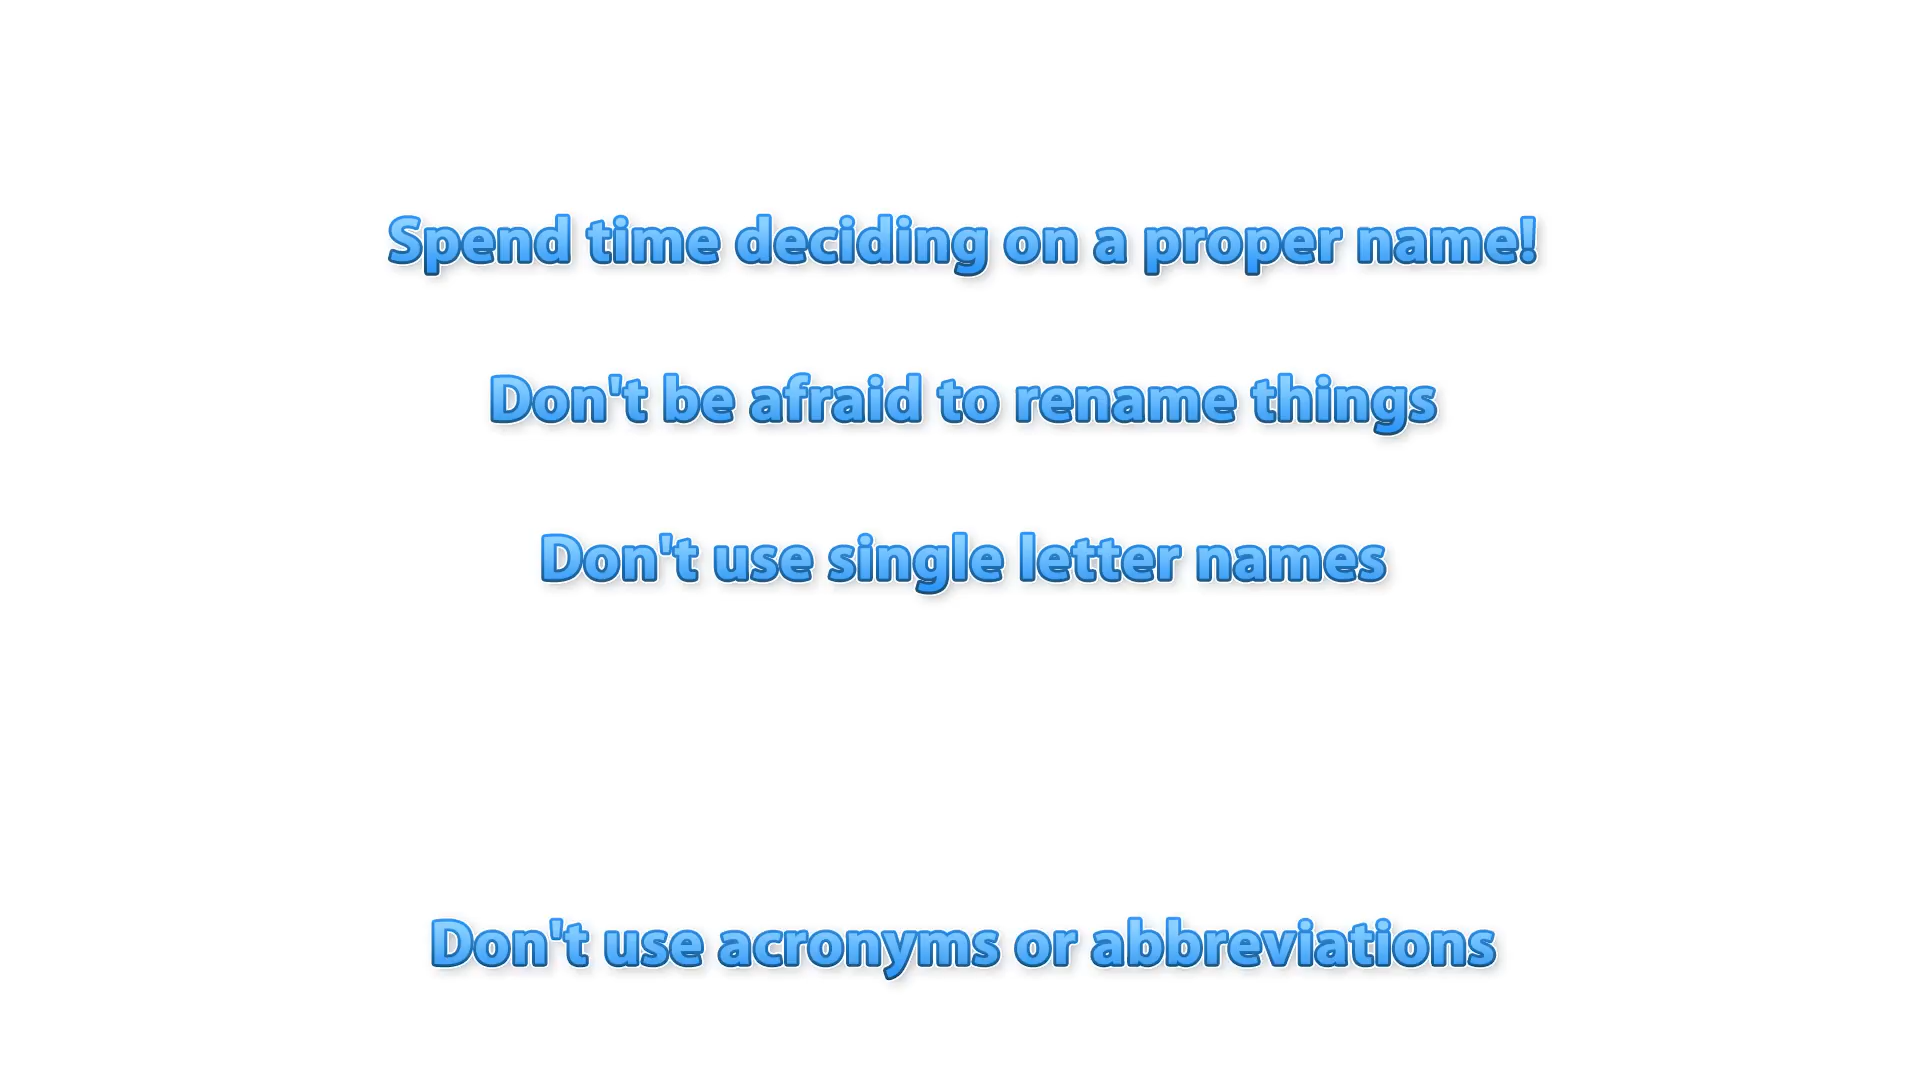 Spend time deciding on a proper name!
Don't be afraid to rename things
Don't use single letter names
Don't use acronyms or abbreviations